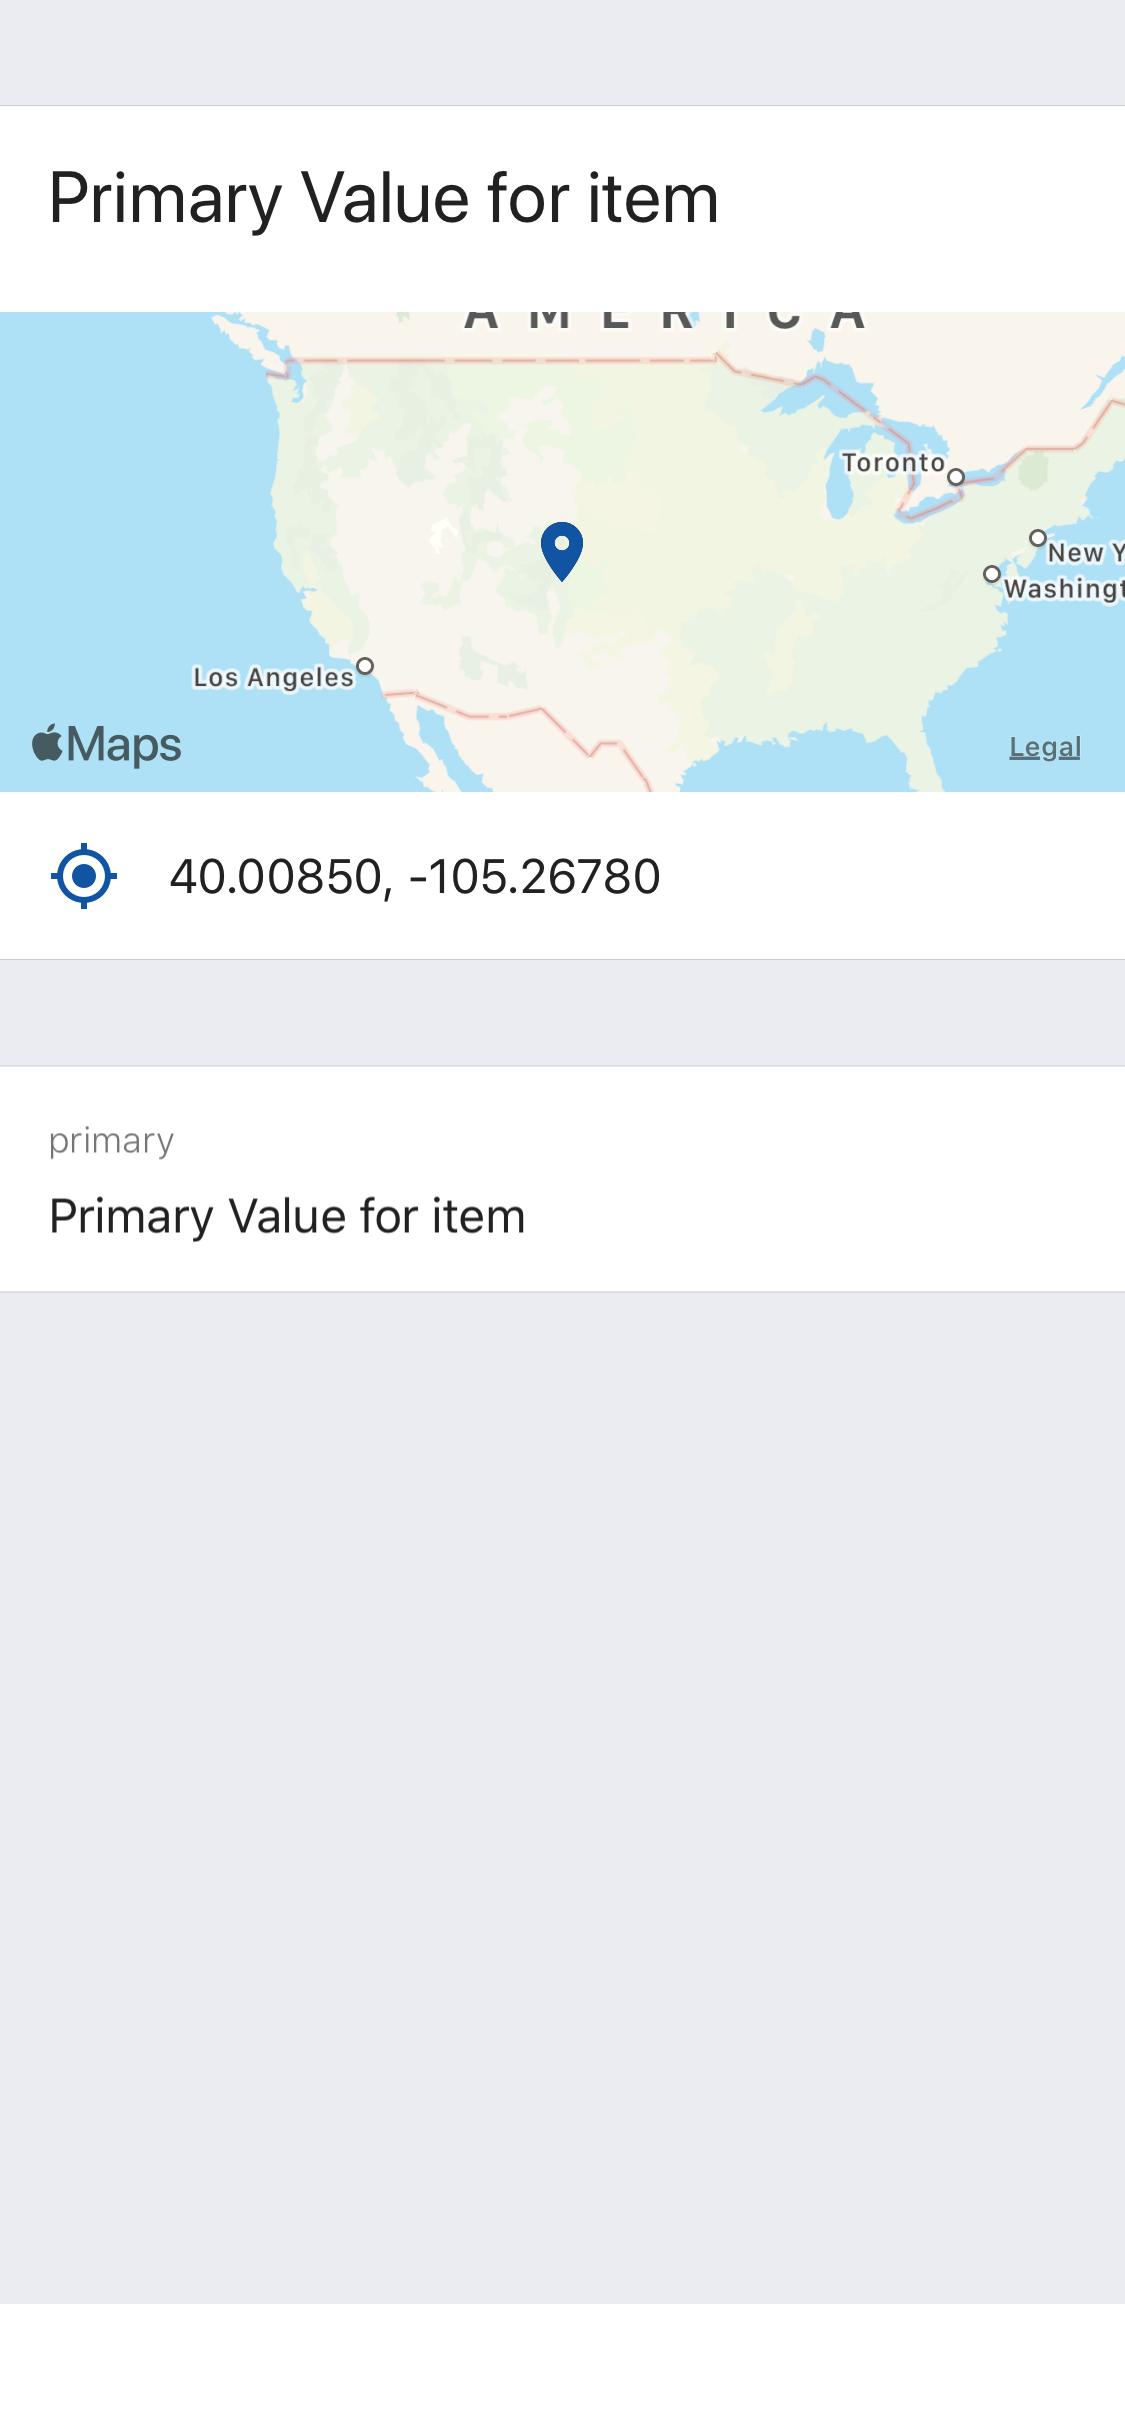 Primary Value for item
AMERICA
Toronto
New Y
Washingt
Los Angeles
Maps
Legal
40.00850, -105.26780
primary
Primary Value for item